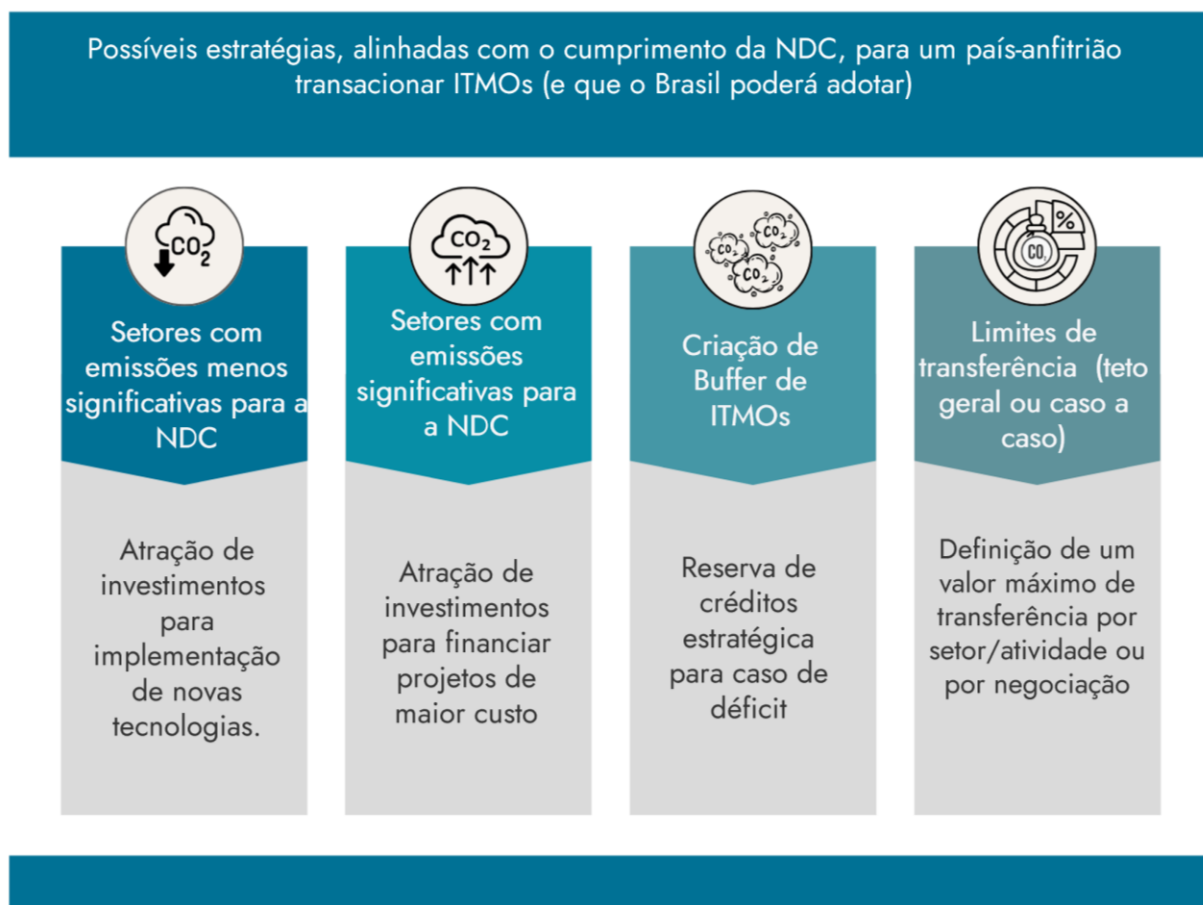 Possíveis estratégias, alinhadas com o cumprimento da NDC, para um país-anfitrião
transacionar ITMOs (e que o Brasil poderá adotar)
CO2
Setores com
emissões menos
significativas para a
NDC
Atração de
investimentos
para
implementação
de novas
tecnologias.
CO2
Setores com
emissões
significativas para
a NDC
Atração de
investimentos
para financiar
projetos de
maior custo
CO2
CO2
CO2
Criação de
Buffer de
ITMOs
Reserva de
créditos
estratégica
para caso de
déficit
%
CO2
Limites de
transferência (teto
geral ou caso a
caso)
Definição de um
valor máximo de
transferência por
setor/atividade ou
por negociação